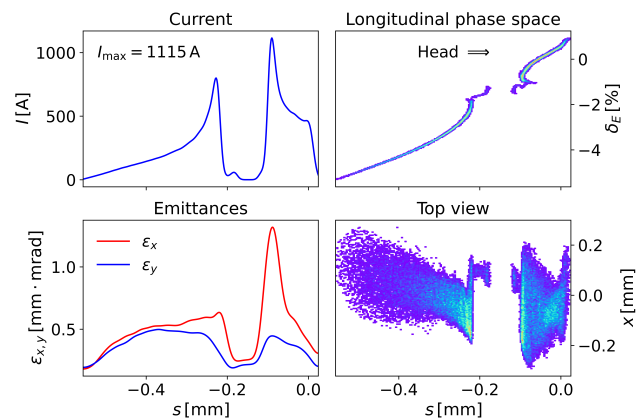 Current
Longitudinal phase space
1000
500
0
I [A]
I_max = 1115 A
Head ⟹
0
−2
−4
δ_E [%]
Emittances
Top view
1.0
0.5
ε_x,y [mm · mrad]
ε_x
ε_y
0.2
0.0
−0.2
x [mm]
−0.4 −0.2 0.0
−0.4 −0.2 0.0
s [mm]
s [mm]